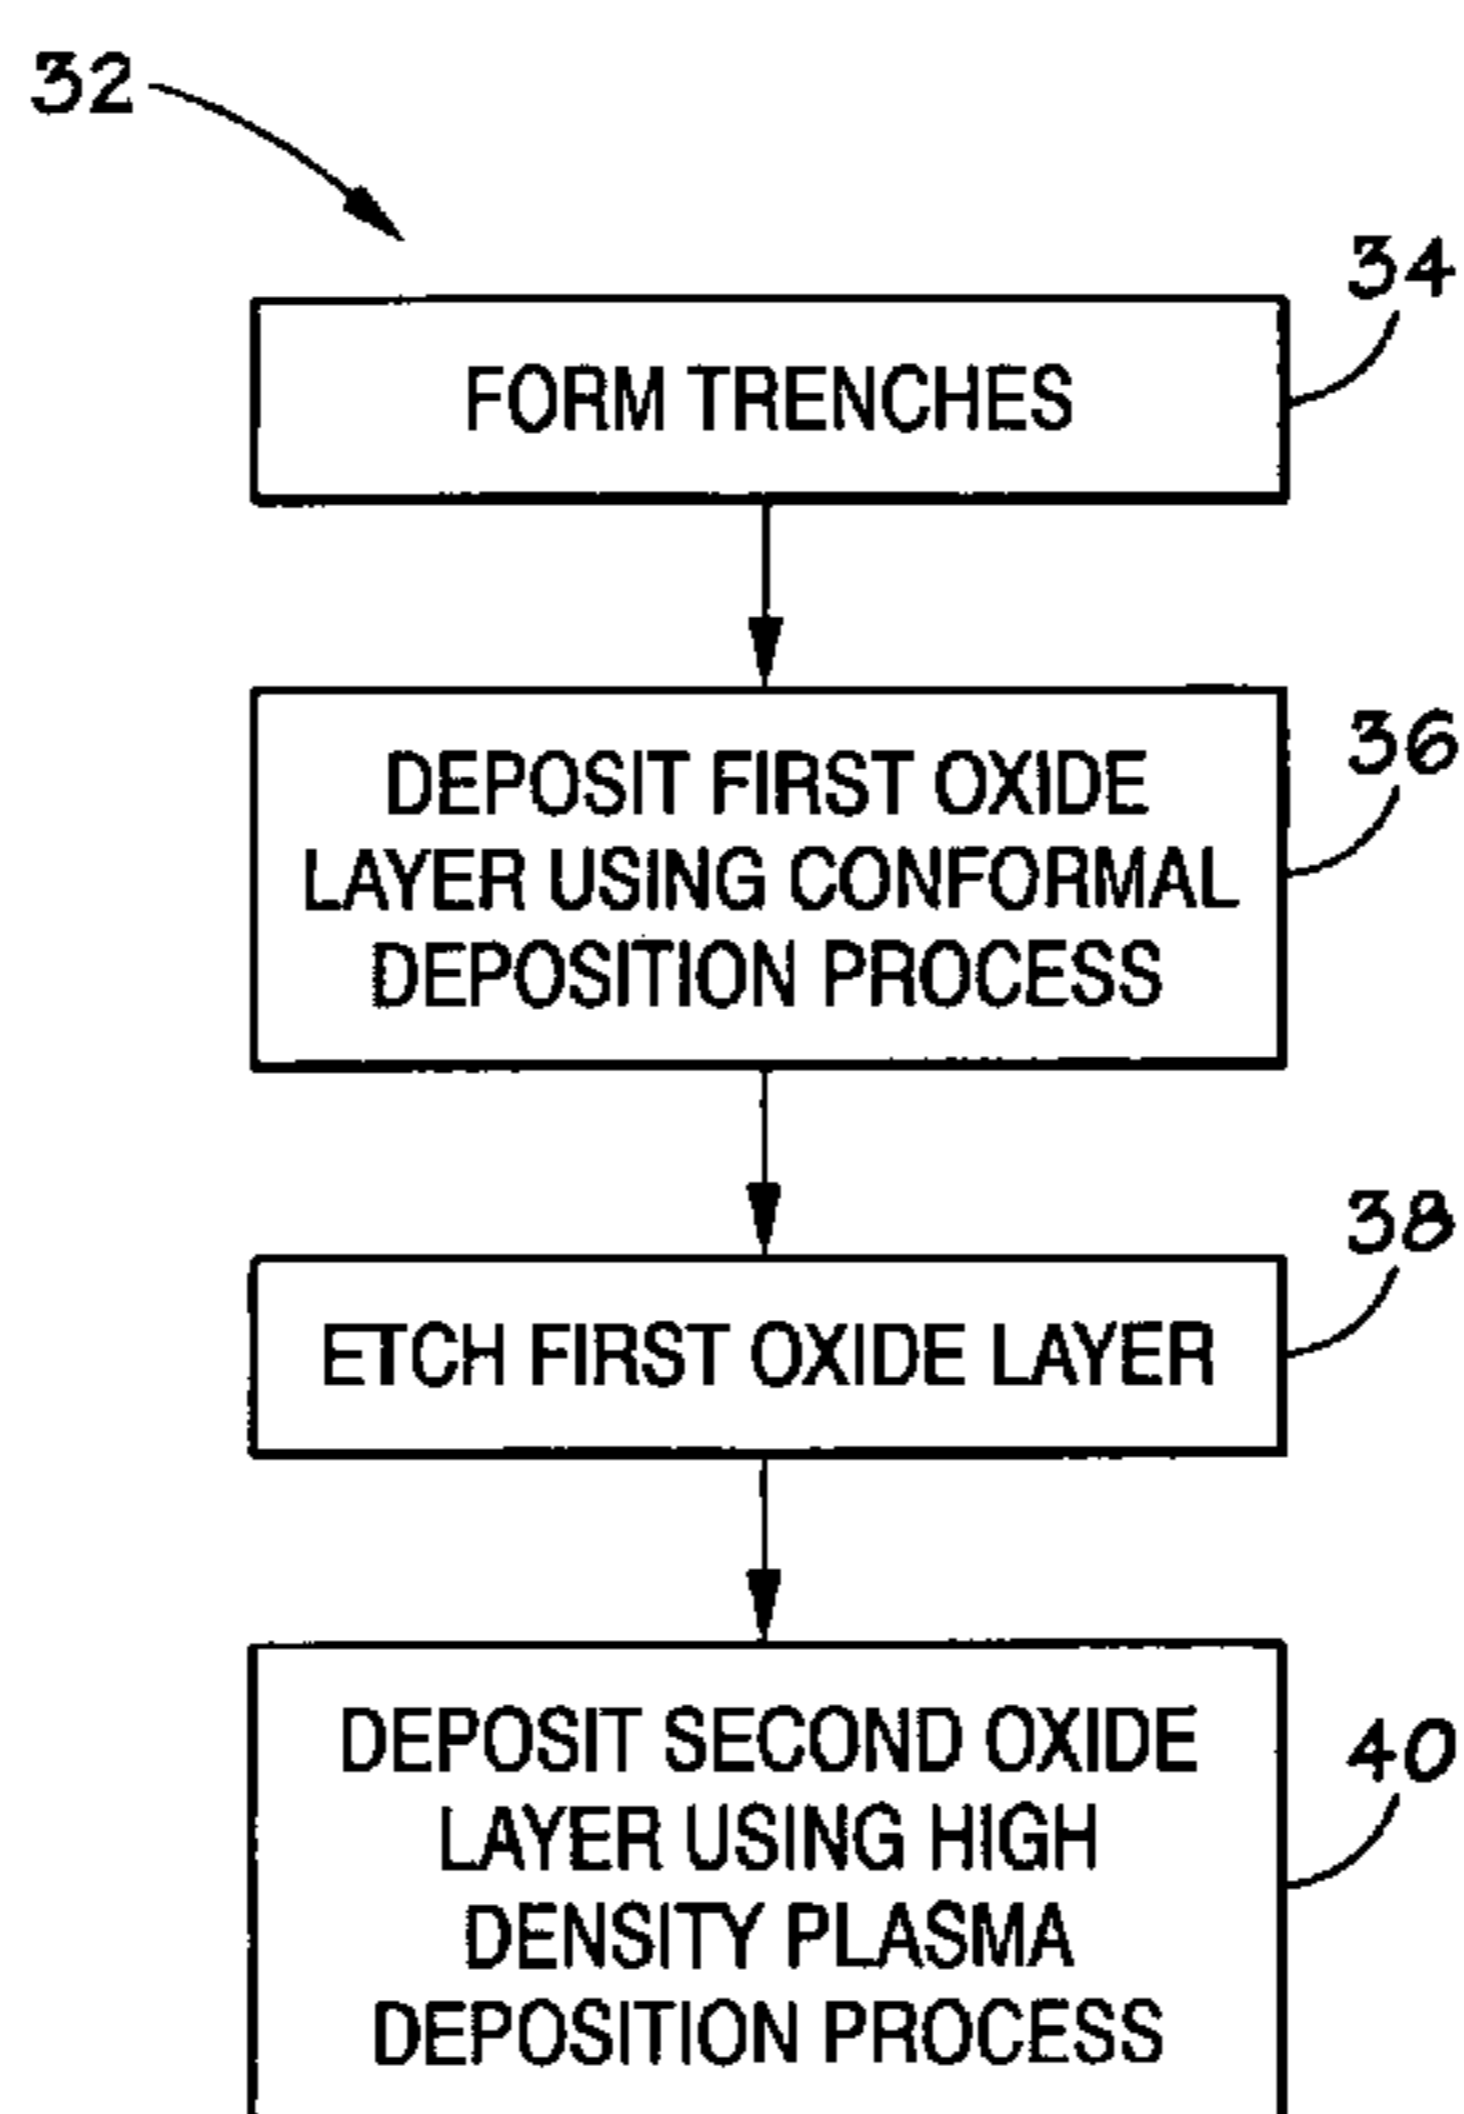 32
34
FORM TRENCHES
36
DEPOSIT FIRST OXIDE
LAYER USING CONFORMAL
DEPOSITION PROCESS
38
ETCH FIRST OXIDE LAYER
40
DEPOSIT SECOND OXIDE
LAYER USING HIGH
DENSITY PLASMA
DEPOSITION PROCESS